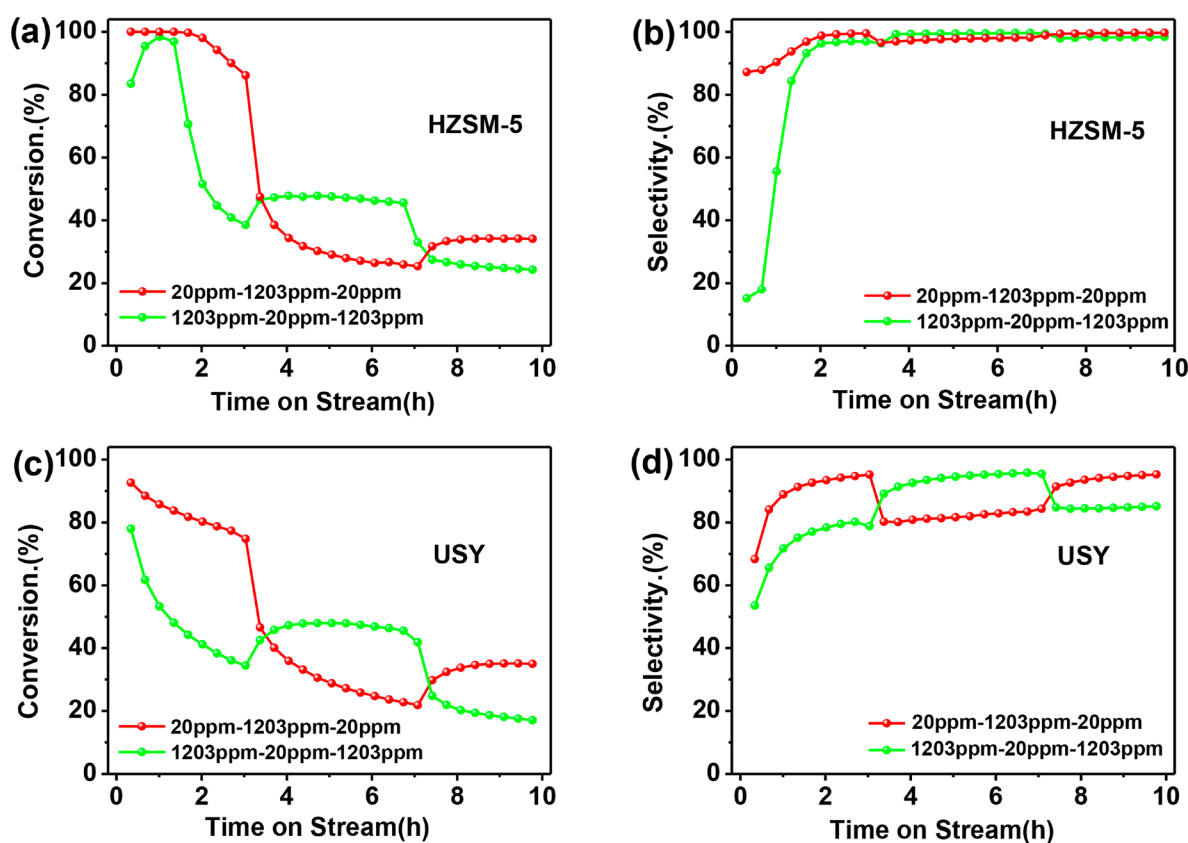 (a)
100
80
60
40
20
0
Conversion.(%)
HZSM-5
20ppm-1203ppm-20ppm
1203ppm-20ppm-1203ppm
0 2 4 6 8 10
Time on Stream(h)
(b)
100
80
60
40
20
0
Selectivity.(%)
HZSM-5
20ppm-1203ppm-20ppm
1203ppm-20ppm-1203ppm
0 2 4 6 8 10
Time on Stream(h)
(c)
100
80
60
40
20
0
Conversion.(%)
USY
20ppm-1203ppm-20ppm
1203ppm-20ppm-1203ppm
0 2 4 6 8 10
Time on Stream(h)
(d)
100
80
60
40
20
0
Selectivity.(%)
USY
20ppm-1203ppm-20ppm
1203ppm-20ppm-1203ppm
0 2 4 6 8 10
Time on Stream(h)